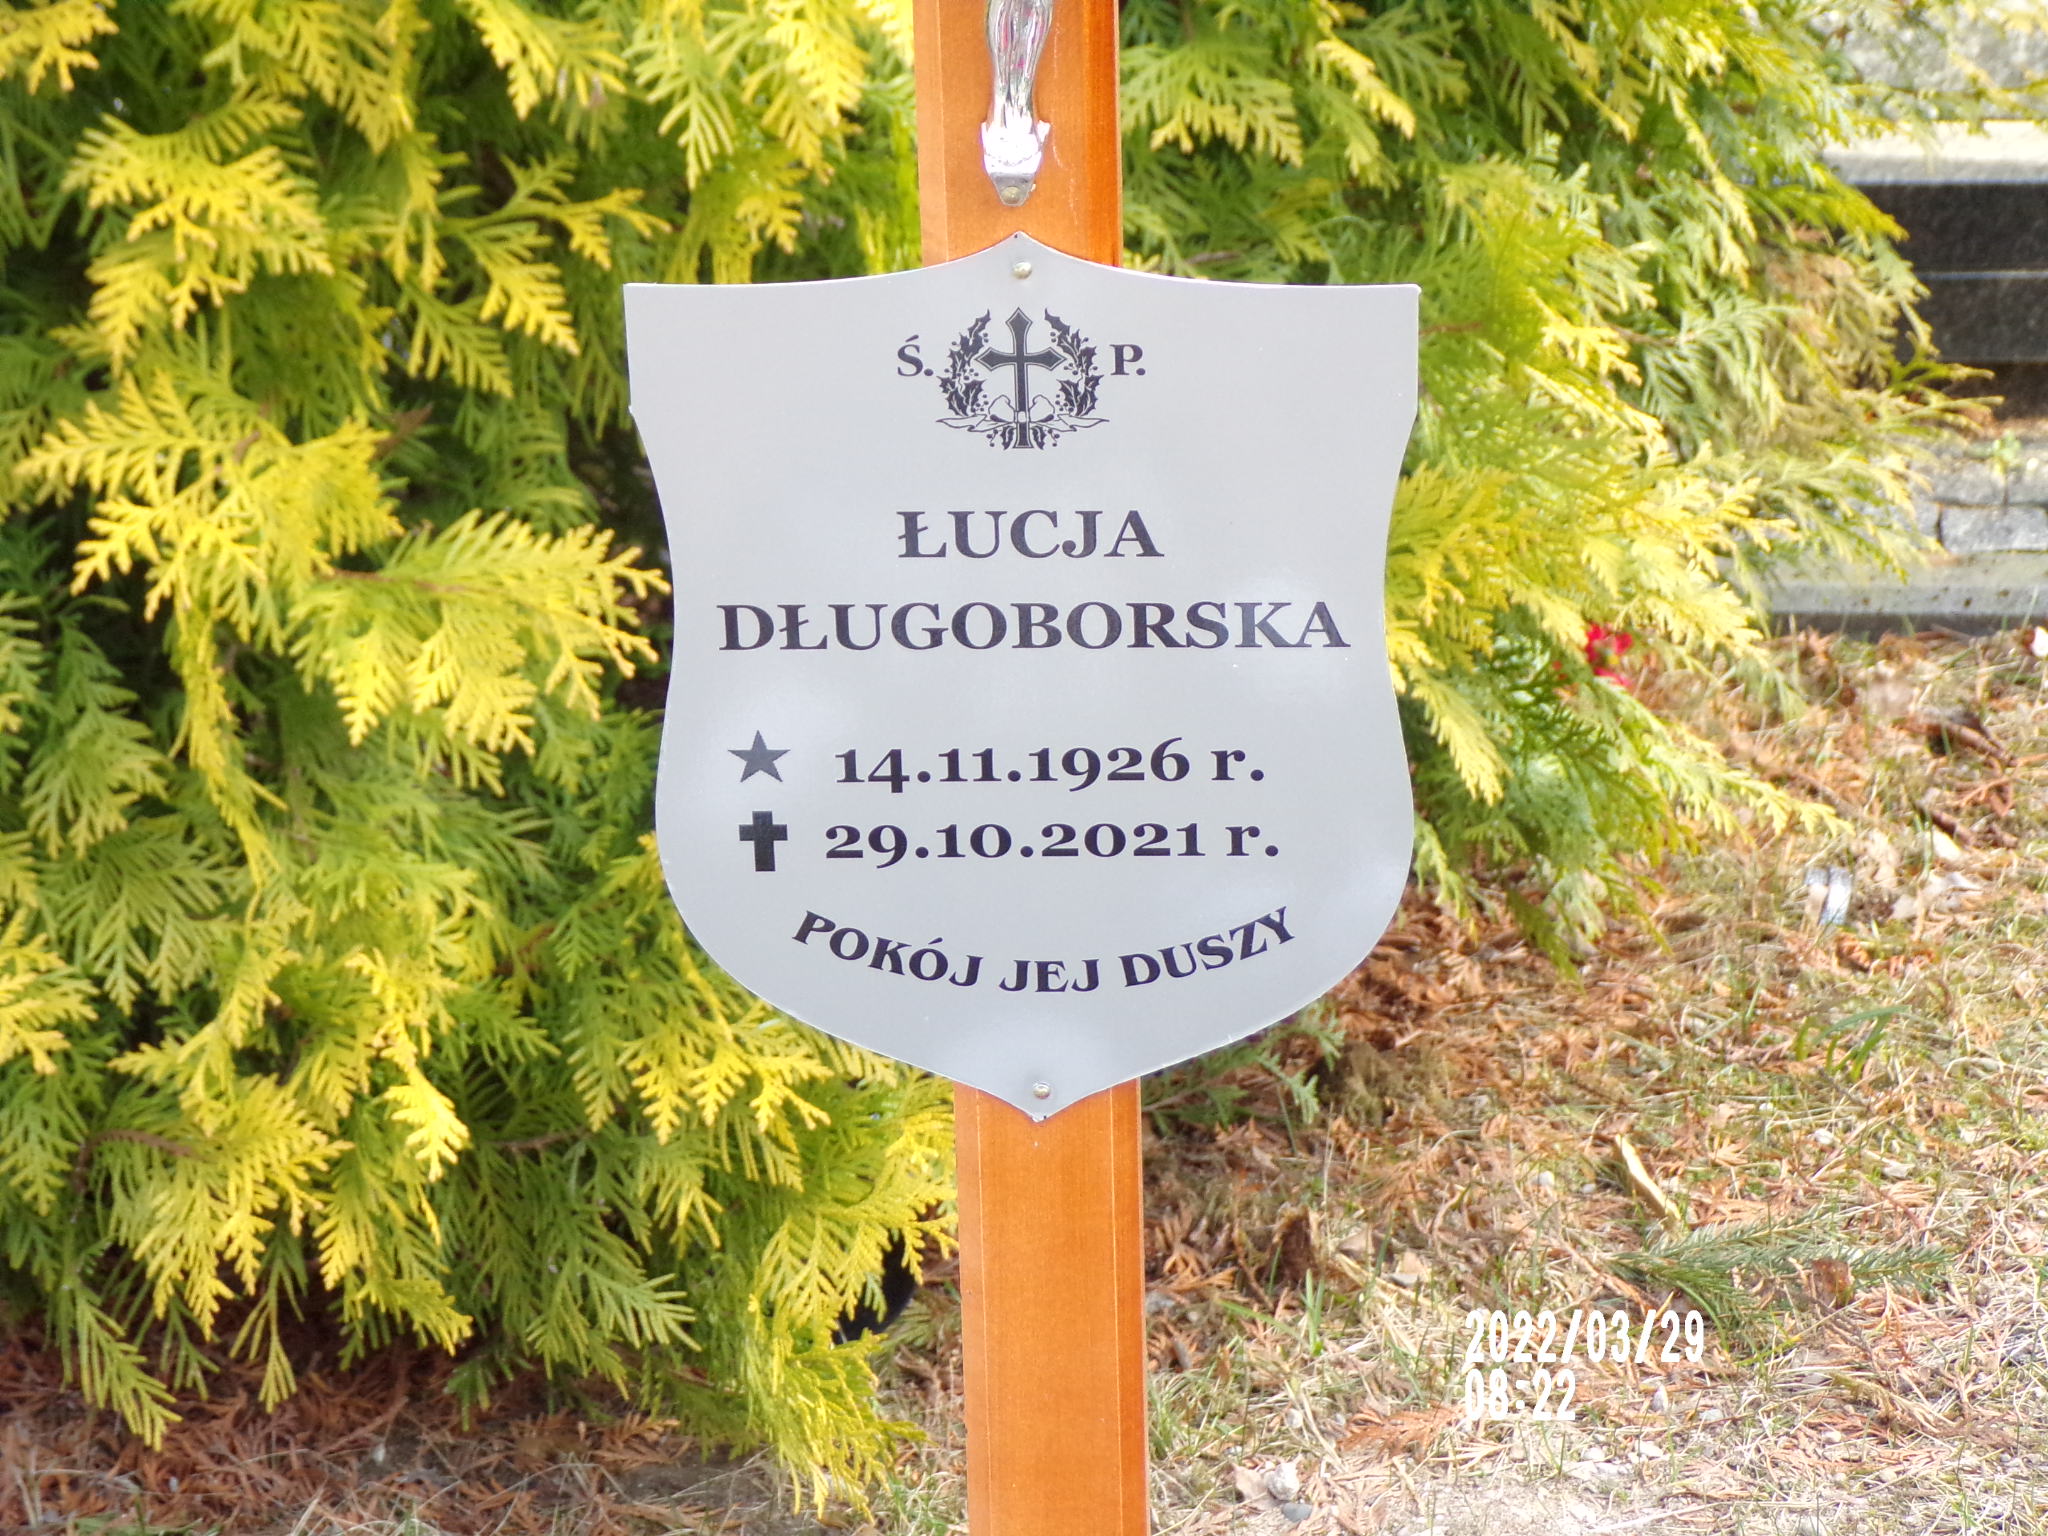 Ś. P.
ŁUCJA
DŁUGOBORSKA
14.11.1926 r.
29.10.2021 r.
POKÓJ JEJ DUSZY
2022/03/29
08:22